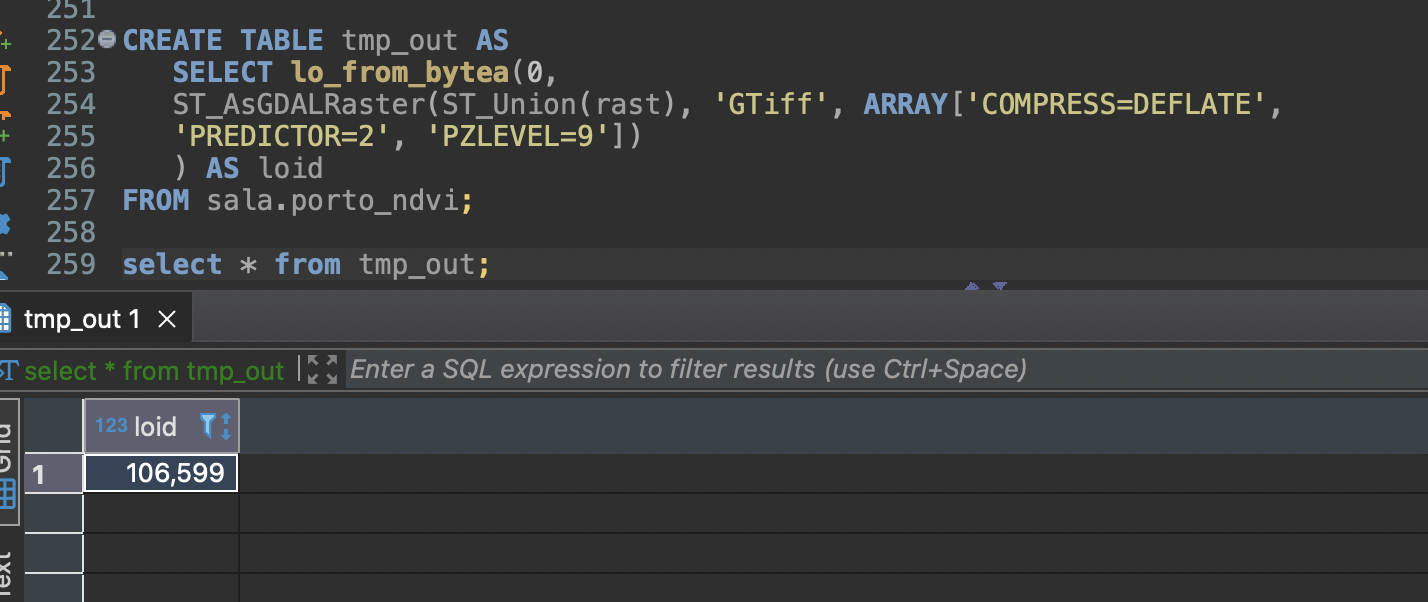 251
252 CREATE TABLE tmp_out AS
253 SELECT lo_from_bytea(0,
254 ST_AsGDALRaster(ST_Union(rast), 'GTiff', ARRAY['COMPRESS=DEFLATE',
255 'PREDICTOR=2', 'PZLEVEL=9'])
256 ) AS loid
257 FROM sala.porto_ndvi;
258
259 select * from tmp_out;
tmp_out 1
select * from tmp_out Enter a SQL expression to filter results (use Ctrl+Space)
Grid
123 loid
1 106,599
Text